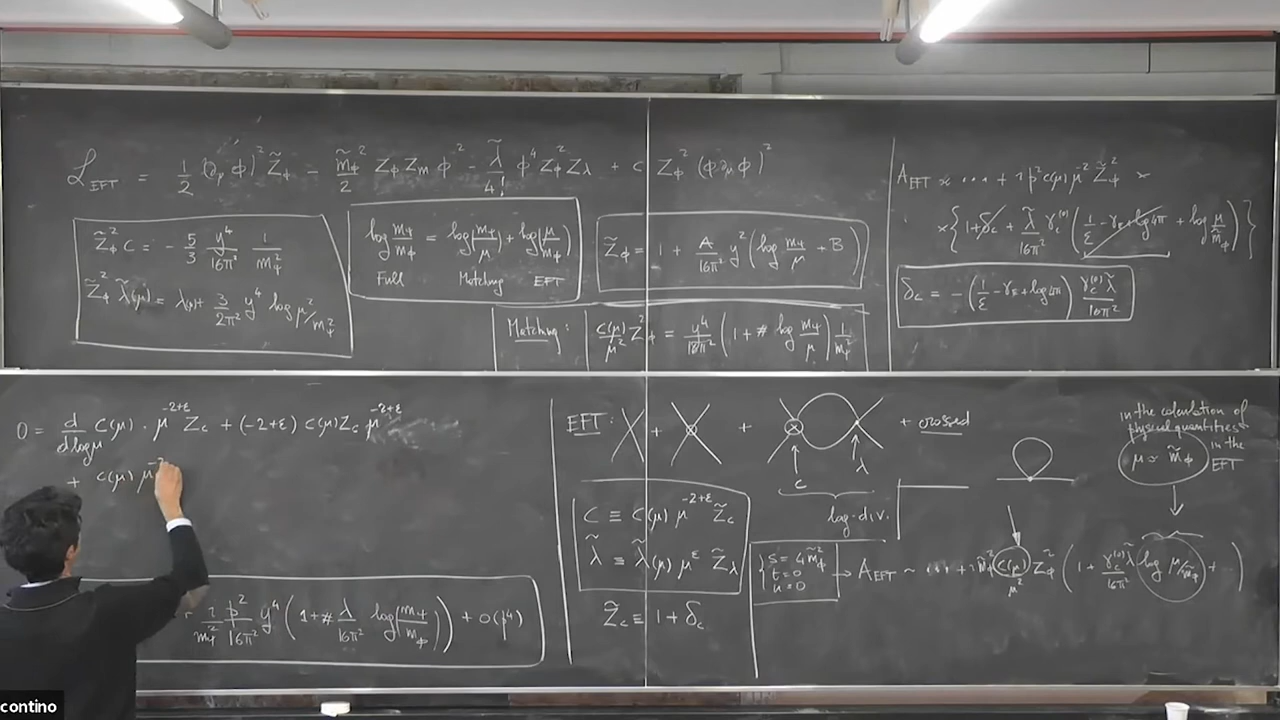 L_EFT = 1/2 (∂_μ φ)² Z̃_φ − m̃_φ²/2 Z_φ Z_m φ² − λ̃/4! φ⁴ Z_φ² Z_λ + c Z_φ² (φ ∂_μ φ)²
Z̃_φ² c = − 5/3 y⁴/16π² 1/m_ψ²
Z̃_φ² λ̃(μ) = λ(μ) + 3/2π² y⁴ log μ²/m_ψ²
log m_ψ/m_φ = log(m_ψ/μ) + log(μ/m_φ)
Full Matching EFT
Z̃_φ = 1 + A/16π² y² (log m_ψ/μ + B)
Matching: c(μ)/μ² Z̃_φ² = y⁴/16π² (1 + # log m_ψ/μ) 1/m_ψ²
A_EFT ∝ ... + i p² c(μ) μ⁻² Z̃_φ² ×
×{1 + δ_c + λ̃/16π² γ_c⁽⁰⁾ (1/ε − γ_E + log 4π + log μ/m̃_φ)}
δ_c = − (1/ε − γ_E + log 4π) γ_c⁽⁰⁾ λ̃/16π²
0 = d/dlogμ c(μ) · μ^{-2+ε} Z_c + (-2+ε) c(μ) Z_c μ^{-2+ε}
+ c(μ) μ⁻²
i/m_ψ² p²/16π² y⁴ (1 + # λ/16π² log(m_ψ/m_φ)) + O(p⁴)
EFT: + + + crossed
c λ
log-div.
C ≡ c(μ) μ^{-2+ε} Z̃_c
λ̃ ≡ λ̃(μ) μ^ε Z̃_λ
Z̃_c ≡ 1 + δ_c
s = 4 m̃_φ²
t = 0
u = 0
→ A_EFT ~ ... + i m̃_φ² c(μ)/μ² Z̃_φ² (1 + γ_c⁽⁰⁾ λ̃/16π² log μ/m̃_φ + )
in the calculation of
physical quantities
in the
EFT
μ ≃ m̃_φ
contino